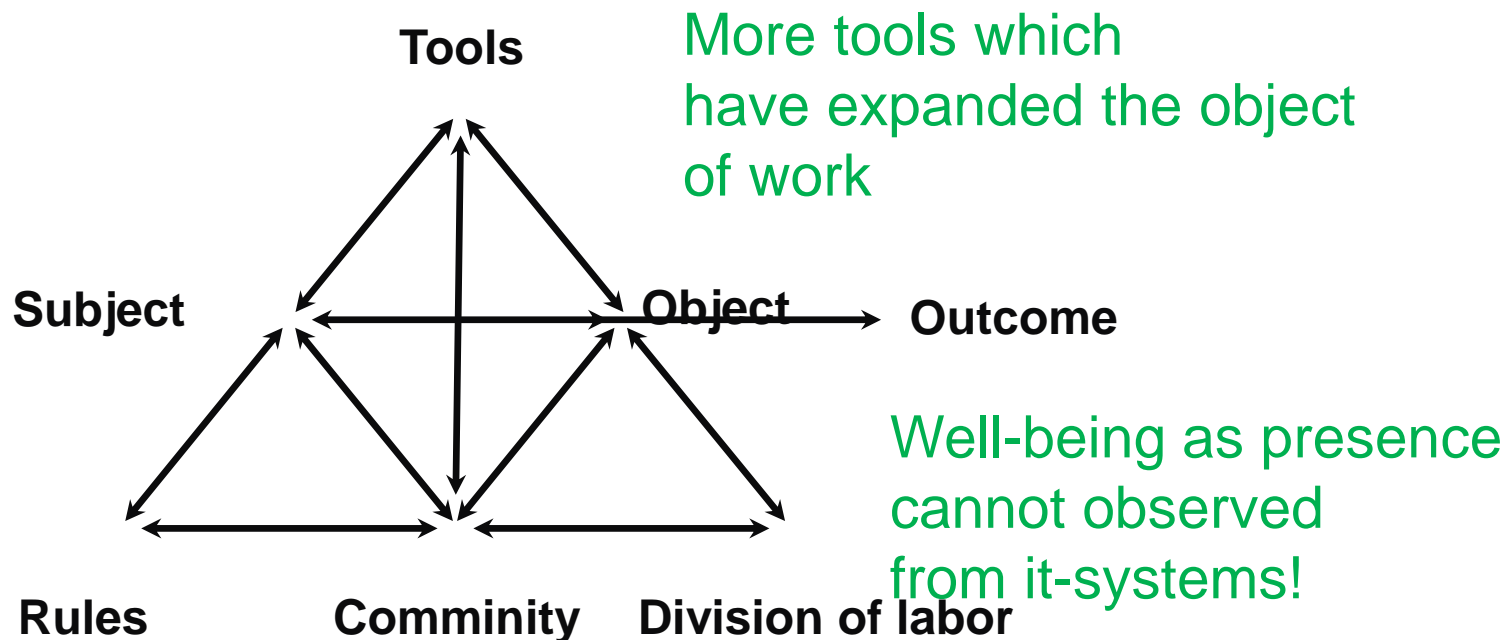 Tools
More tools which
have expanded the object
of work
Subject
Object
Outcome
Well-being as presence
cannot observed
from it-systems!
Rules
Comminity
Division of labor